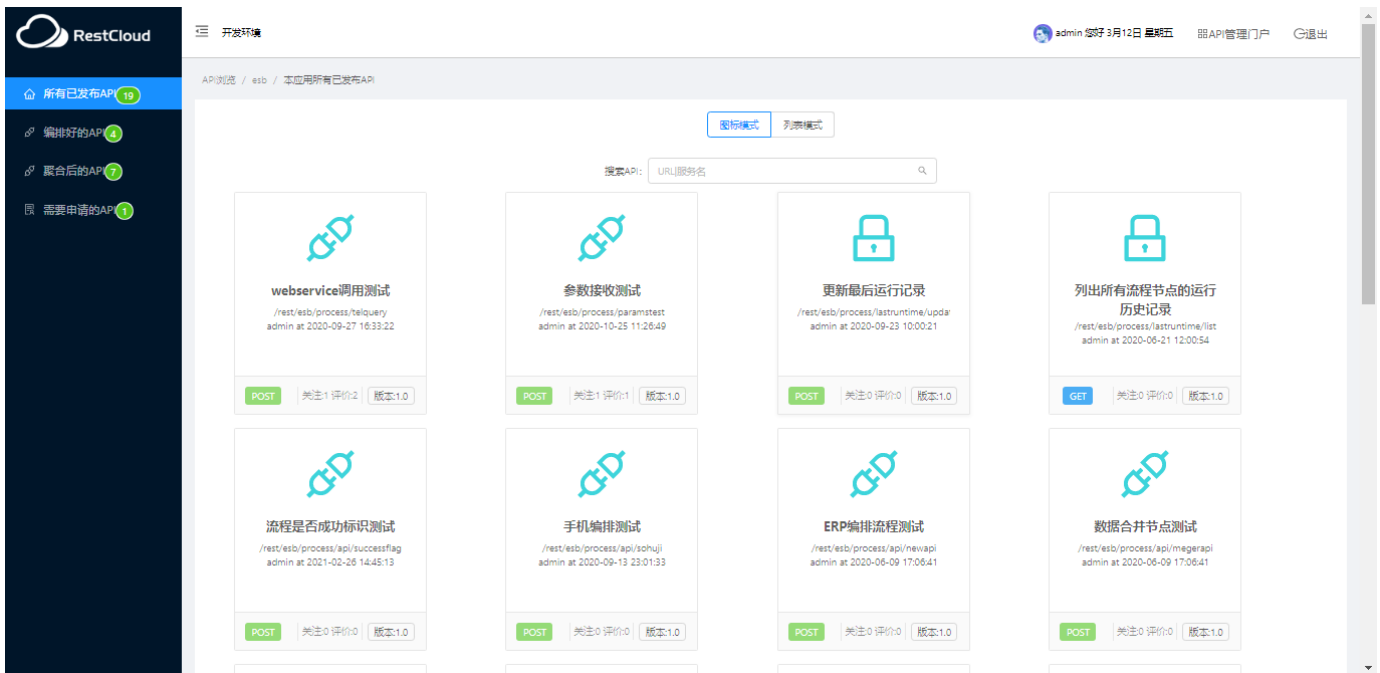 RestCloud
开发环境
admin 您好 3月12日 星期五
API管理门户
退出
所有已发布API 19
编排好的API 4
聚合后的API 7
需要申请的API 1
API浏览 / esb / 本应用所有已发布API
图标模式 列表模式
搜索API: URL|服务名
webservice调用测试
/rest/esb/process/telquery
admin at 2020-09-27 16:33:22
POST 关注:1 评价:2 版本:1.0
参数接收测试
/rest/esb/process/paramstest
admin at 2020-10-25 11:26:49
POST 关注:1 评价:1 版本:1.0
更新最后运行记录
/rest/esb/process/lastruntime/updat
admin at 2020-09-23 10:00:21
POST 关注:0 评价:0 版本:1.0
列出所有流程节点的运行
历史记录
/rest/esb/process/lastruntime/list
admin at 2020-06-21 12:00:54
GET 关注:0 评价:0 版本:1.0
流程是否成功标识测试
/rest/esb/process/api/successflag
admin at 2021-02-26 14:45:13
POST 关注:0 评价:0 版本:1.0
手机编排测试
/rest/esb/process/api/sohuji
admin at 2020-09-13 23:01:33
POST 关注:0 评价:0 版本:1.0
ERP编排流程测试
/rest/esb/process/api/newapi
admin at 2020-06-09 17:06:41
POST 关注:0 评价:0 版本:1.0
数据合并节点测试
/rest/esb/process/api/megerapi
admin at 2020-06-09 17:06:41
POST 关注:0 评价:0 版本:1.0